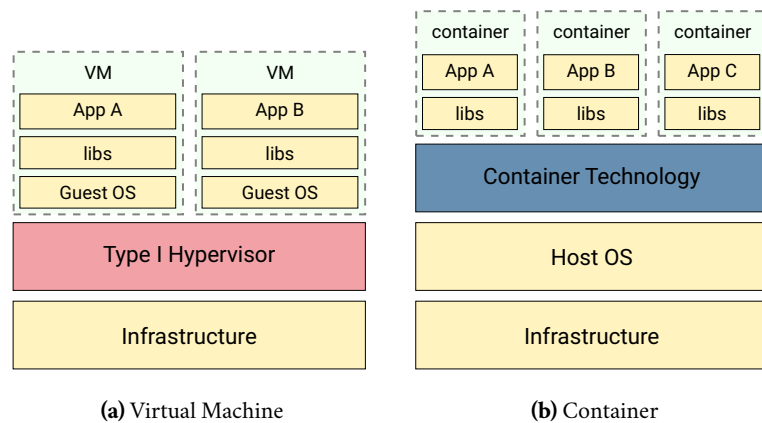 VM
App A
libs
Guest OS
VM
App B
libs
Guest OS
Type I Hypervisor
Infrastructure
(a) Virtual Machine
container
App A
libs
container
App B
libs
container
App C
libs
Container Technology
Host OS
Infrastructure
(b) Container